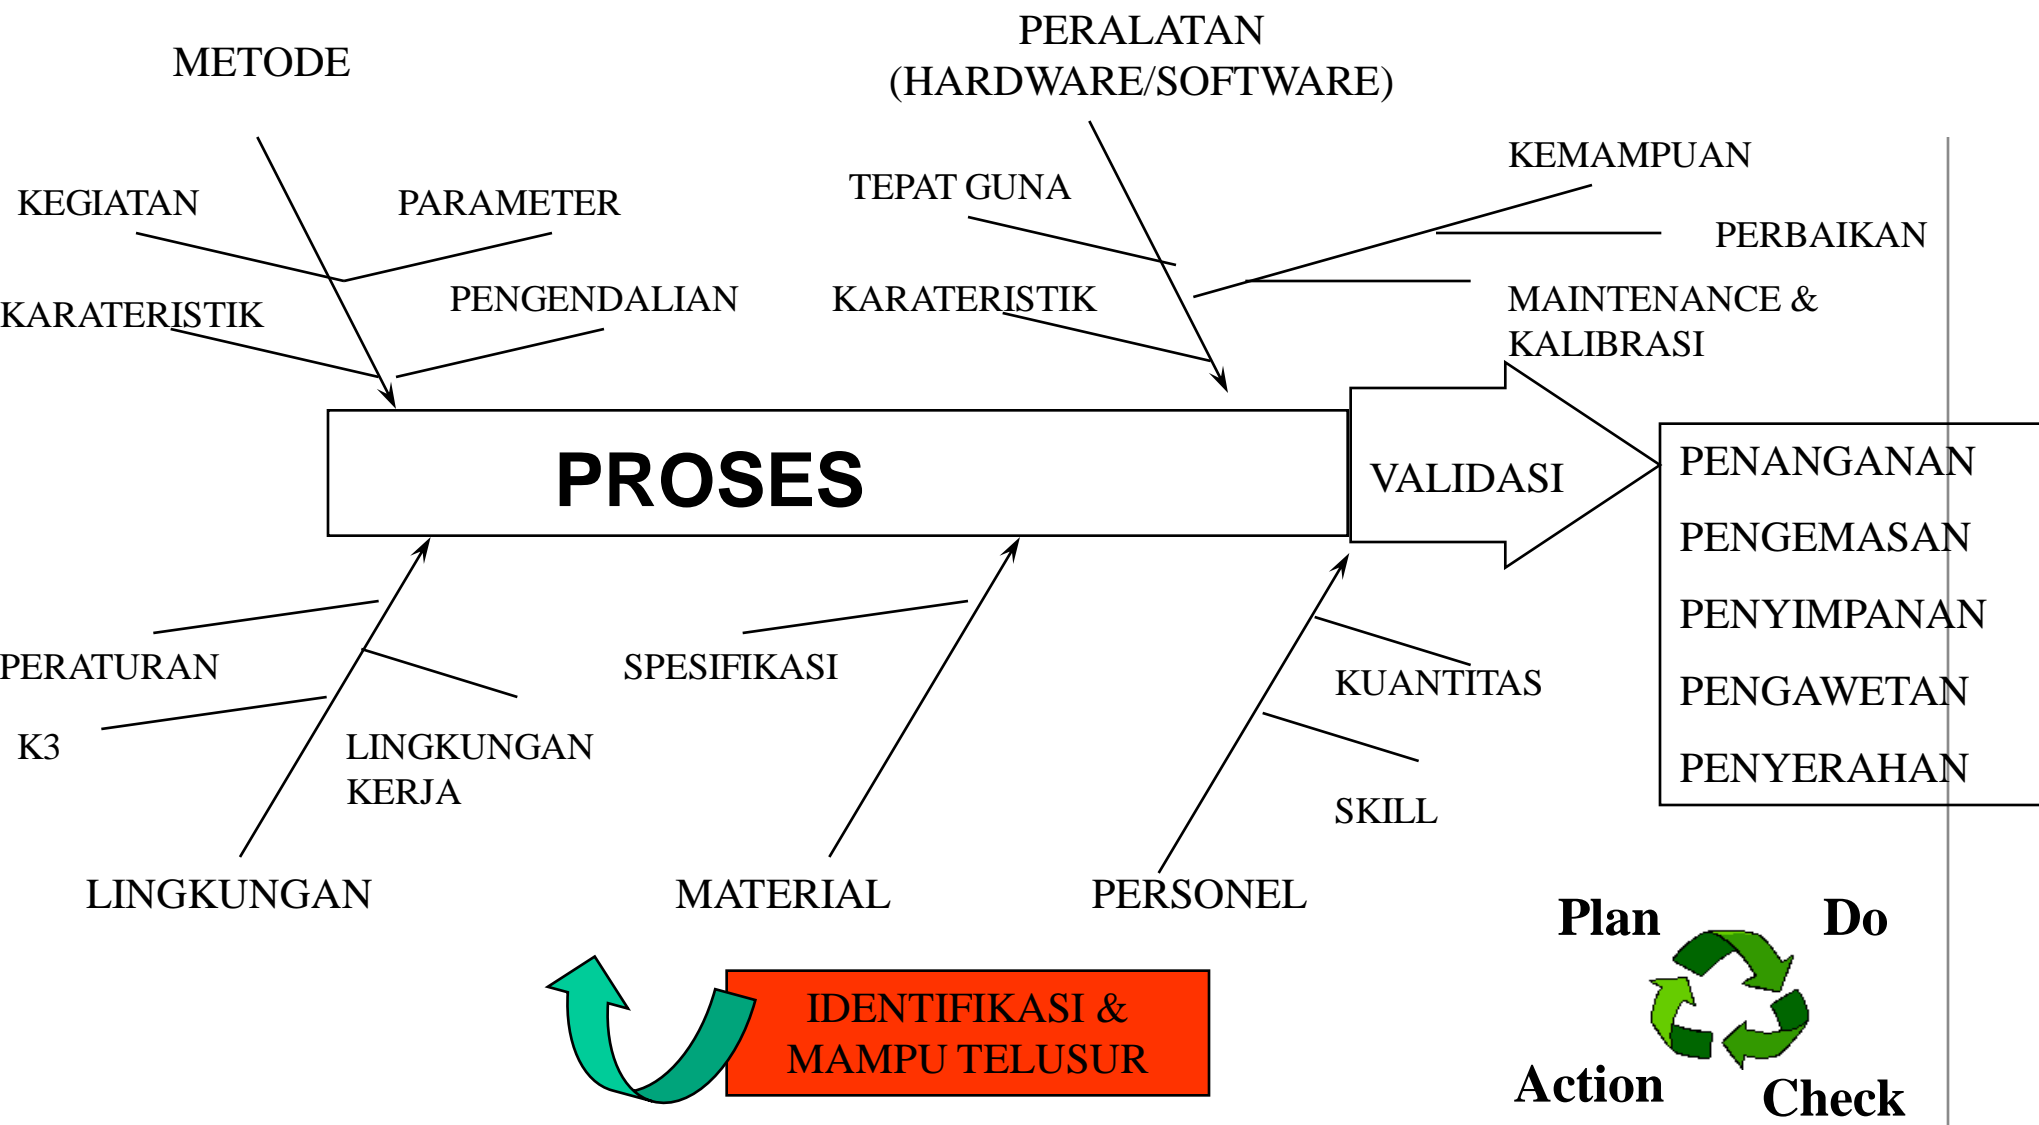 METODE
PERALATAN
(HARDWARE/SOFTWARE)
KEGIATAN
PARAMETER
TEPAT GUNA
KEMAMPUAN
PERBAIKAN
KARATERISTIK
PENGENDALIAN
KARATERISTIK
MAINTENANCE &
KALIBRASI
PROSES
VALIDASI
PENANGANAN
PENGEMASAN
PENYIMPANAN
PENGAWETAN
PENYERAHAN
PERATURAN
SPESIFIKASI
KUANTITAS
K3
LINGKUNGAN
KERJA
SKILL
LINGKUNGAN
MATERIAL
PERSONEL
IDENTIFIKASI &
MAMPU TELUSUR
Plan
Do
Action
Check